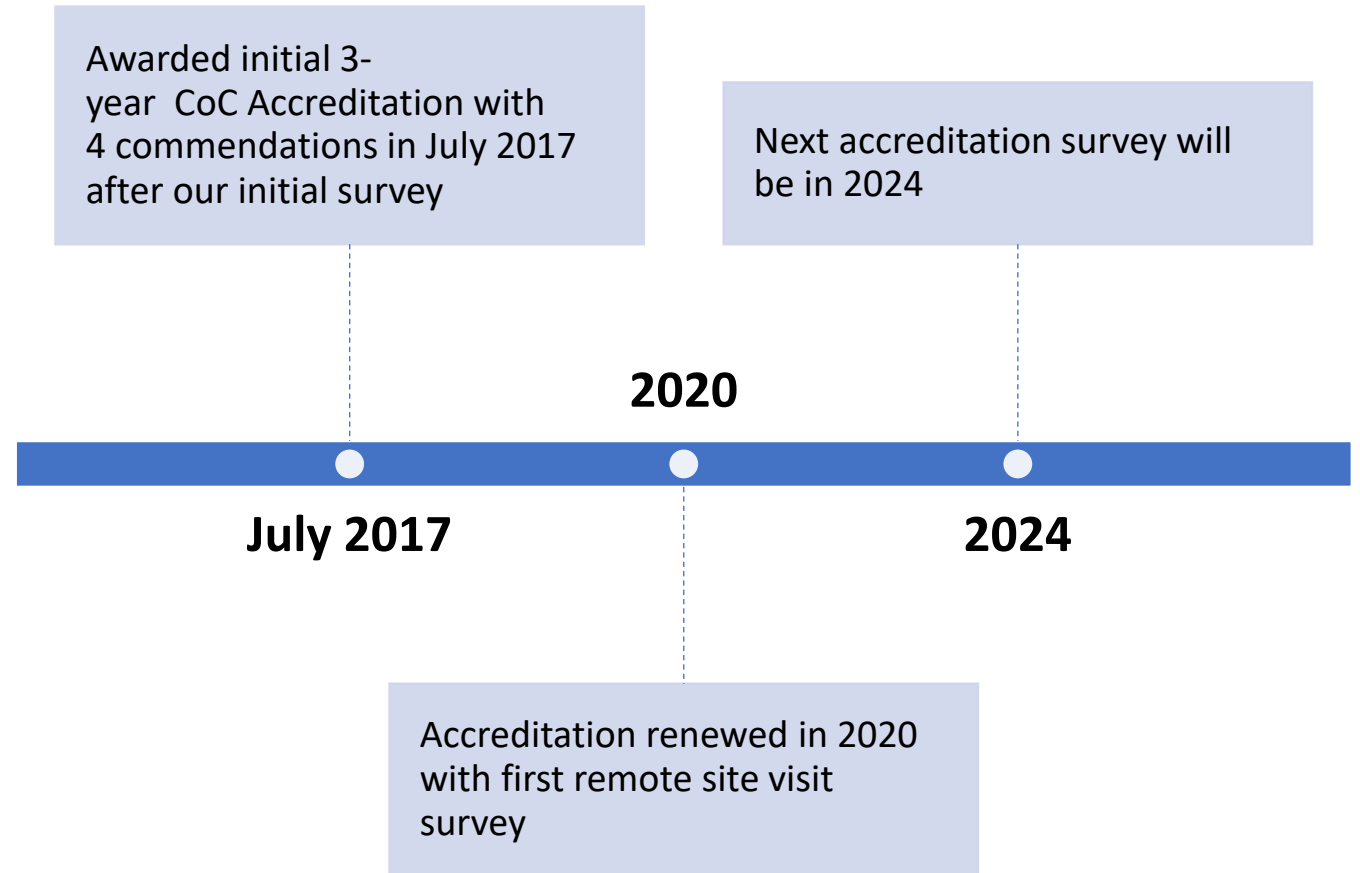 Awarded initial 3-
year  CoC Accreditation with
4 commendations in July 2017
after our initial survey
Next accreditation survey will
be in 2024
2020
July 2017
2024
Accreditation renewed in 2020
with first remote site visit
survey